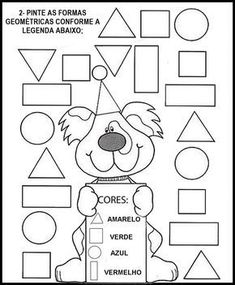 2- PINTE AS FORMAS
GEOMÉTRICAS CONFORME A
LEGENDA ABAIXO;
CORES:
AMARELO
VERDE
AZUL
VERMELHO